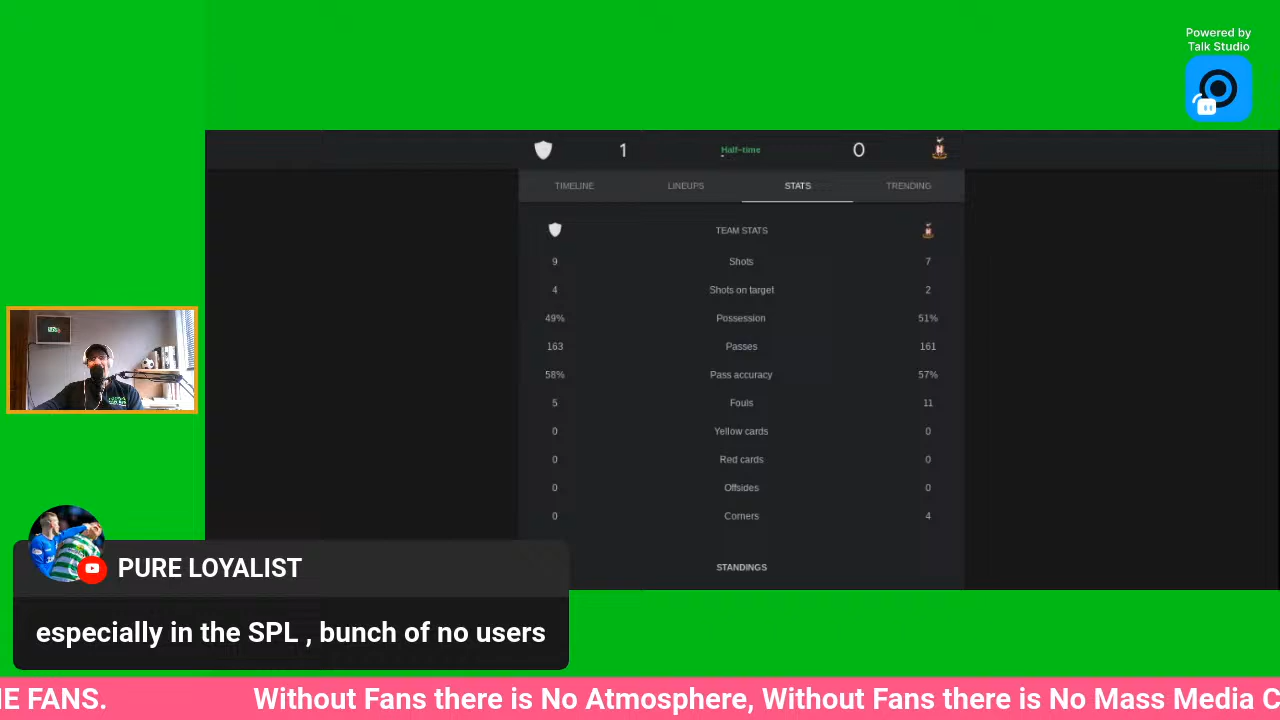 Powered by
Talk Studio
1 Half-time 0
TIMELINE LINEUPS STATS TRENDING
TEAM STATS
9 Shots 7
4 Shots on target 2
49% Possession 51%
163 Passes 161
58% Pass accuracy 57%
5 Fouls 11
0 Yellow cards 0
0 Red cards 0
0 Offsides 0
0 Corners 4
STANDINGS
PURE LOYALIST
especially in the SPL , bunch of no users
E FANS. Without Fans there is No Atmosphere, Without Fans there is No Mass Media C